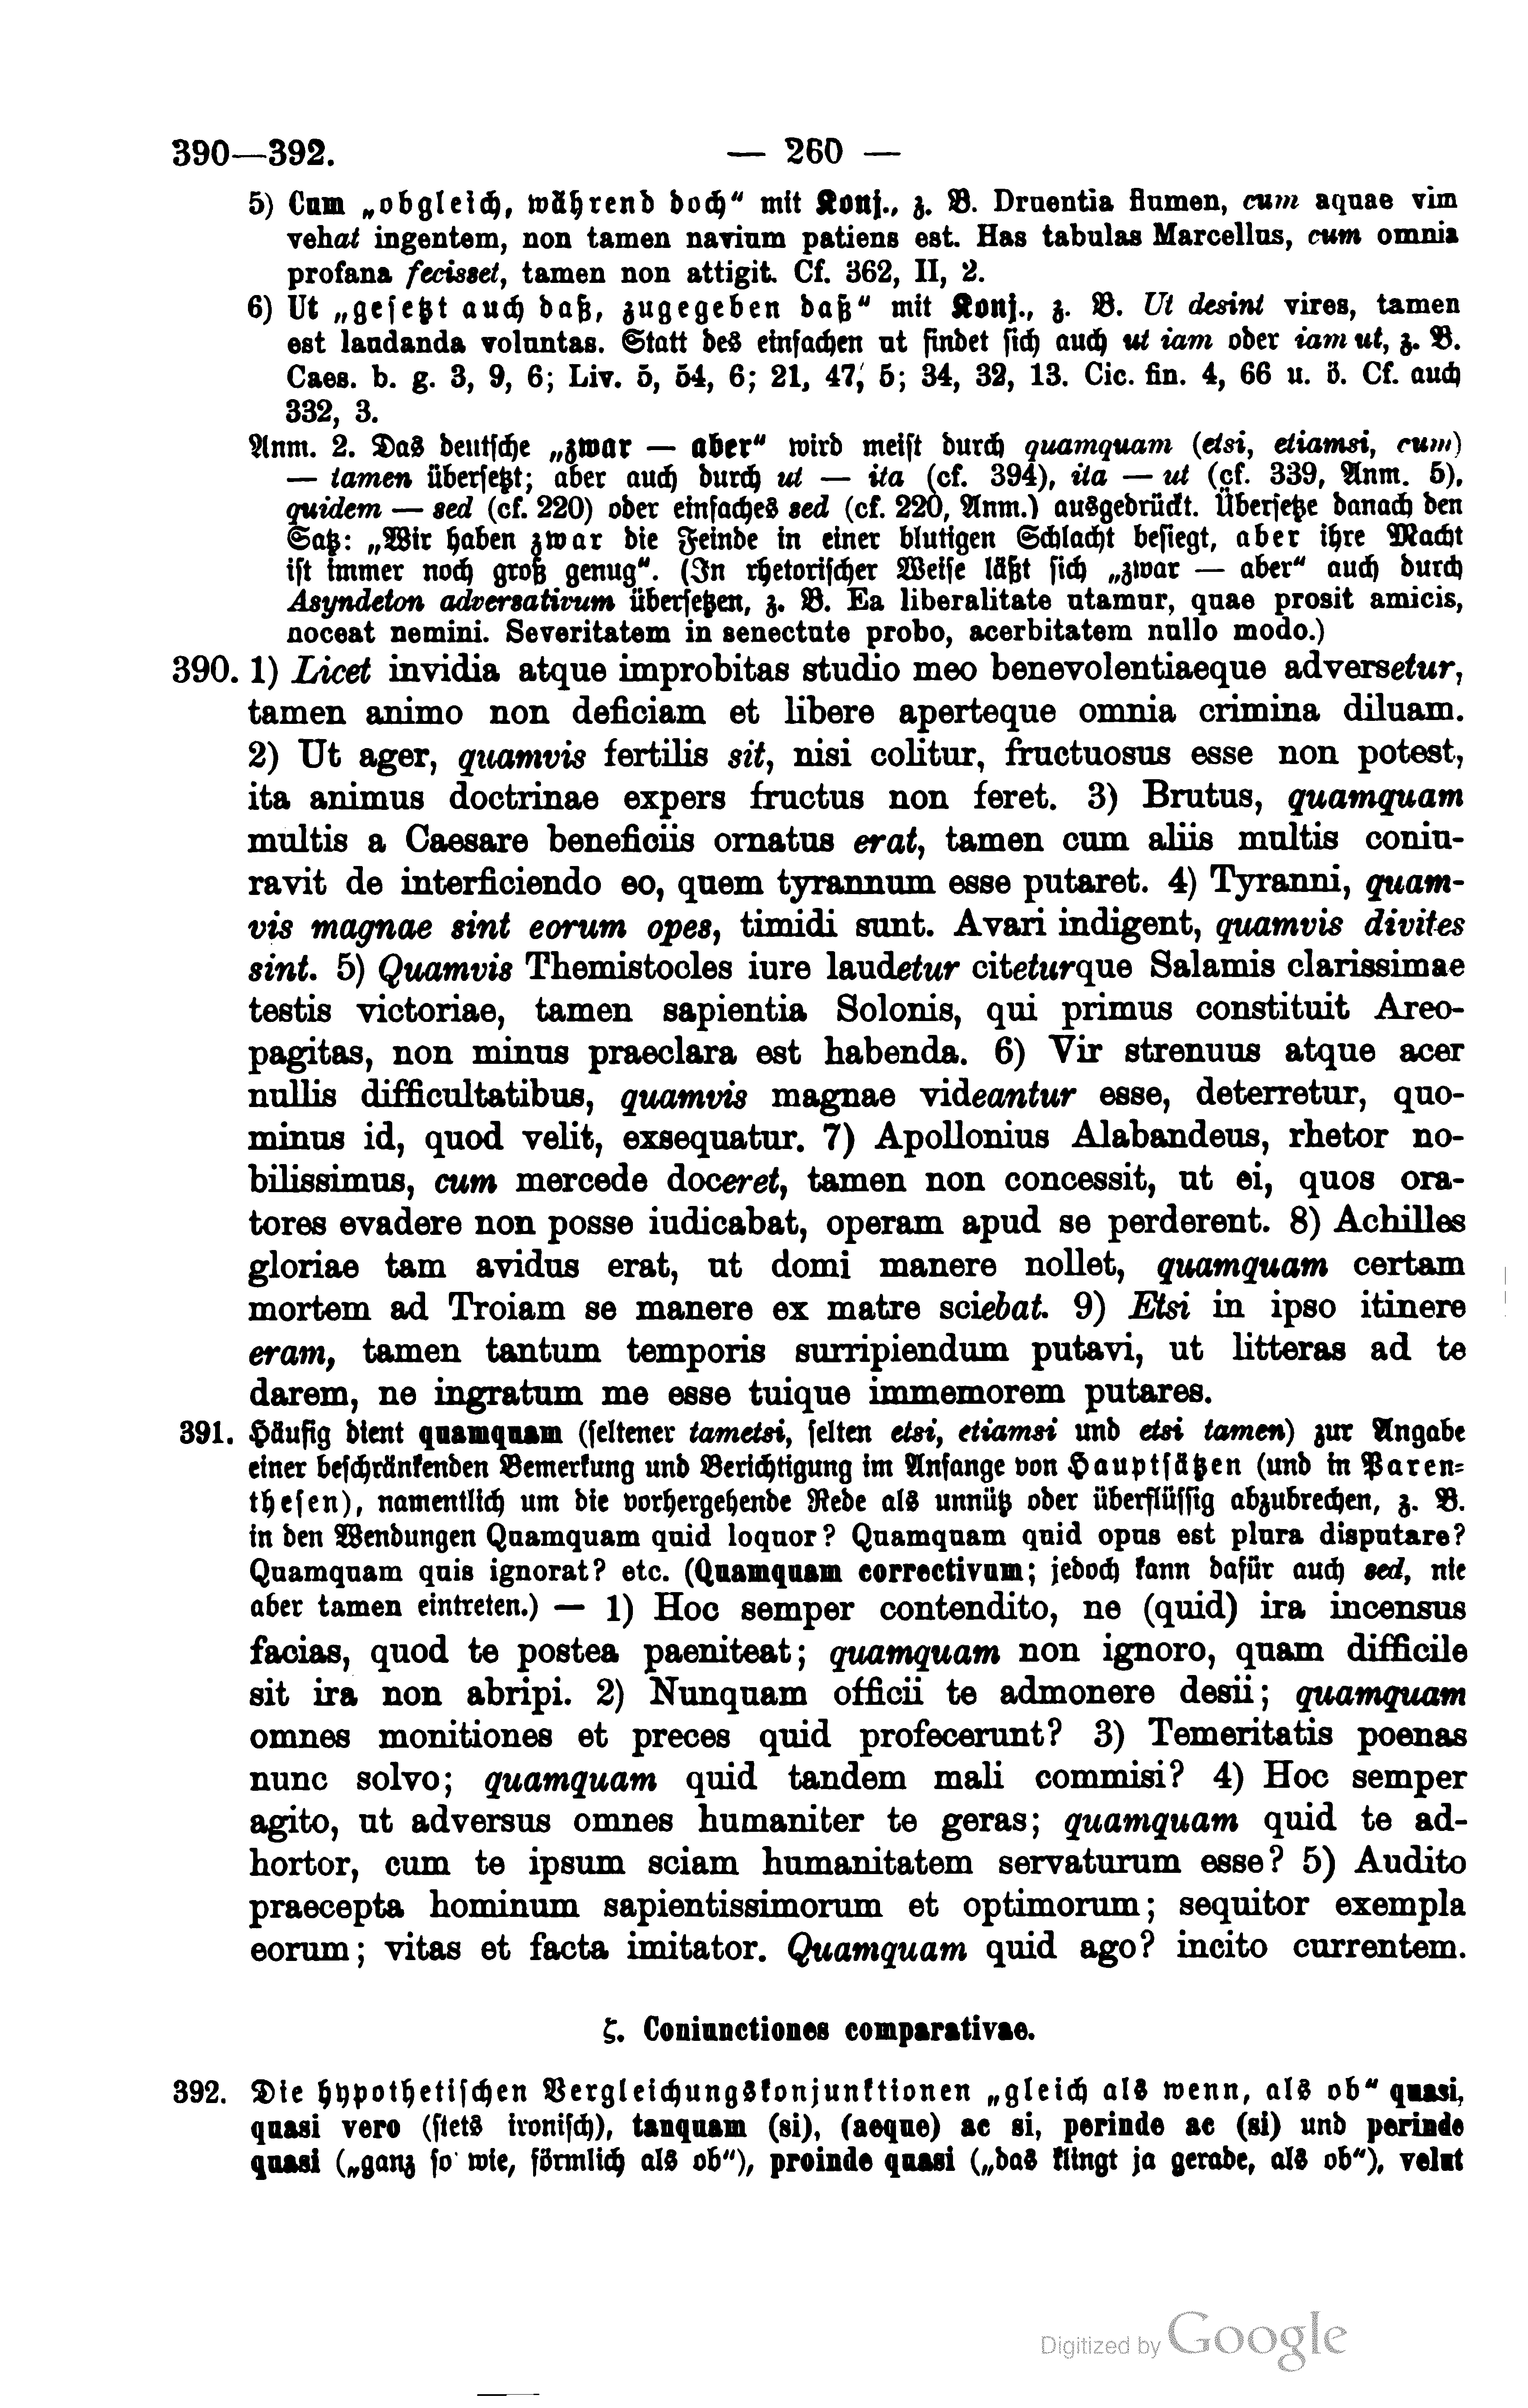 390—392. — 260 —
5) Cum „obgleich, während doch“ mit Konj., z. B. Druentia flumen, cum aquae vim
vehat ingentem, non tamen navium patiens est. Has tabulas Marcellus, cum omnia
profana fecisset, tamen non attigit. Cf. 362, II, 2.
6) Ut „gesetzt auch daß, zugegeben daß“ mit Konj., z. B. Ut desint vires, tamen
est laudanda voluntas. Statt des einfachen ut findet sich auch ut iam oder iam ut, z. B.
Caes. b. g. 3, 9, 6; Liv. 5, 54, 6; 21, 47, 5; 34, 32, 13. Cic. fin. 4, 66 u. ö. Cf. auch
332, 3.
Anm. 2. Das deutsche „zwar — aber“ wird meist durch quamquam (etsi, etiamsi, cum)
— tamen übersetzt; aber auch durch ut — ita (cf. 394), ita — ut (cf. 339, Anm. 5),
quidem — sed (cf. 220) oder einfaches sed (cf. 220, Anm.) ausgedrückt. Übersetze danach den
Satz: „Wir haben zwar die Feinde in einer blutigen Schlacht besiegt, aber ihre Macht
ist immer noch groß genug“. (In rhetorischer Weise läßt sich „zwar — aber“ auch durch
Asyndeton adversativum übersetzen, z. B. Ea liberalitate utamur, quae prosit amicis,
noceat nemini. Severitatem in senectute probo, acerbitatem nullo modo.)
390. 1) Licet invidia atque improbitas studio meo benevolentiaeque adversetur,
tamen animo non deficiam et libere aperteque omnia crimina diluam.
2) Ut ager, quamvis fertilis sit, nisi colitur, fructuosus esse non potest,
ita animus doctrinae expers fructus non feret. 3) Brutus, quamquam
multis a Caesare beneficiis ornatus erat, tamen cum aliis multis coniu-
ravit de interficiendo eo, quem tyrannum esse putaret. 4) Tyranni, quam-
vis magnae sint eorum opes, timidi sunt. Avari indigent, quamvis divites
sint. 5) Quamvis Themistocles iure laudetur citeturque Salamis clarissimae
testis victoriae, tamen sapientia Solonis, qui primus constituit Areo-
pagitas, non minus praeclara est habenda. 6) Vir strenuus atque acer
nullis difficultatibus, quamvis magnae videantur esse, deterretur, quo-
minus id, quod velit, exsequatur. 7) Apollonius Alabandeus, rhetor no-
bilissimus, cum mercede doceret, tamen non concessit, ut ei, quos ora-
tores evadere non posse iudicabat, operam apud se perderent. 8) Achilles
gloriae tam avidus erat, ut domi manere nollet, quamquam certam
mortem ad Troiam se manere ex matre sciebat. 9) Etsi in ipso itinere
eram, tamen tantum temporis surripiendum putavi, ut litteras ad te
darem, ne ingratum me esse tuique immemorem putares.
391. Häufig dient quamquam (seltener tametsi, selten etsi, etiamsi und etsi tamen) zur Angabe
einer beschränkenden Bemerkung und Berichtigung im Anfange von Hauptsätzen (und in Paren-
thesen), namentlich um die vorhergehende Rede als unnütz oder überflüssig abzubrechen, z. B.
in den Wendungen Quamquam quid loquor? Quamquam quid opus est plura disputare?
Quamquam quis ignorat? etc. (Quamquam correctivum; jedoch kann dafür auch sed, nie
aber tamen eintreten.) — 1) Hoc semper contendito, ne (quid) ira incensus
facias, quod te postea paeniteat; quamquam non ignoro, quam difficile
sit ira non abripi. 2) Nunquam officii te admonere desii; quamquam
omnes monitiones et preces quid profecerunt? 3) Temeritatis poenas
nunc solvo; quamquam quid tandem mali commisi? 4) Hoc semper
agito, ut adversus omnes humaniter te geras; quamquam quid te ad-
hortor, cum te ipsum sciam humanitatem servaturum esse? 5) Audito
praecepta hominum sapientissimorum et optimorum; sequitor exempla
eorum; vitas et facta imitator. Quamquam quid ago? incito currentem.
ζ. Coniunctiones comparativae.
392. Die hypothetischen Vergleichungskonjunktionen „gleich als wenn, als ob“ quasi,
quasi vero (stets ironisch), tanquam (si), (aeque) ac si, perinde ac (si) und perinde
quasi („ganz so wie, förmlich als ob“), proinde quasi („das klingt ja gerade, als ob“), velut
Digitized by Google